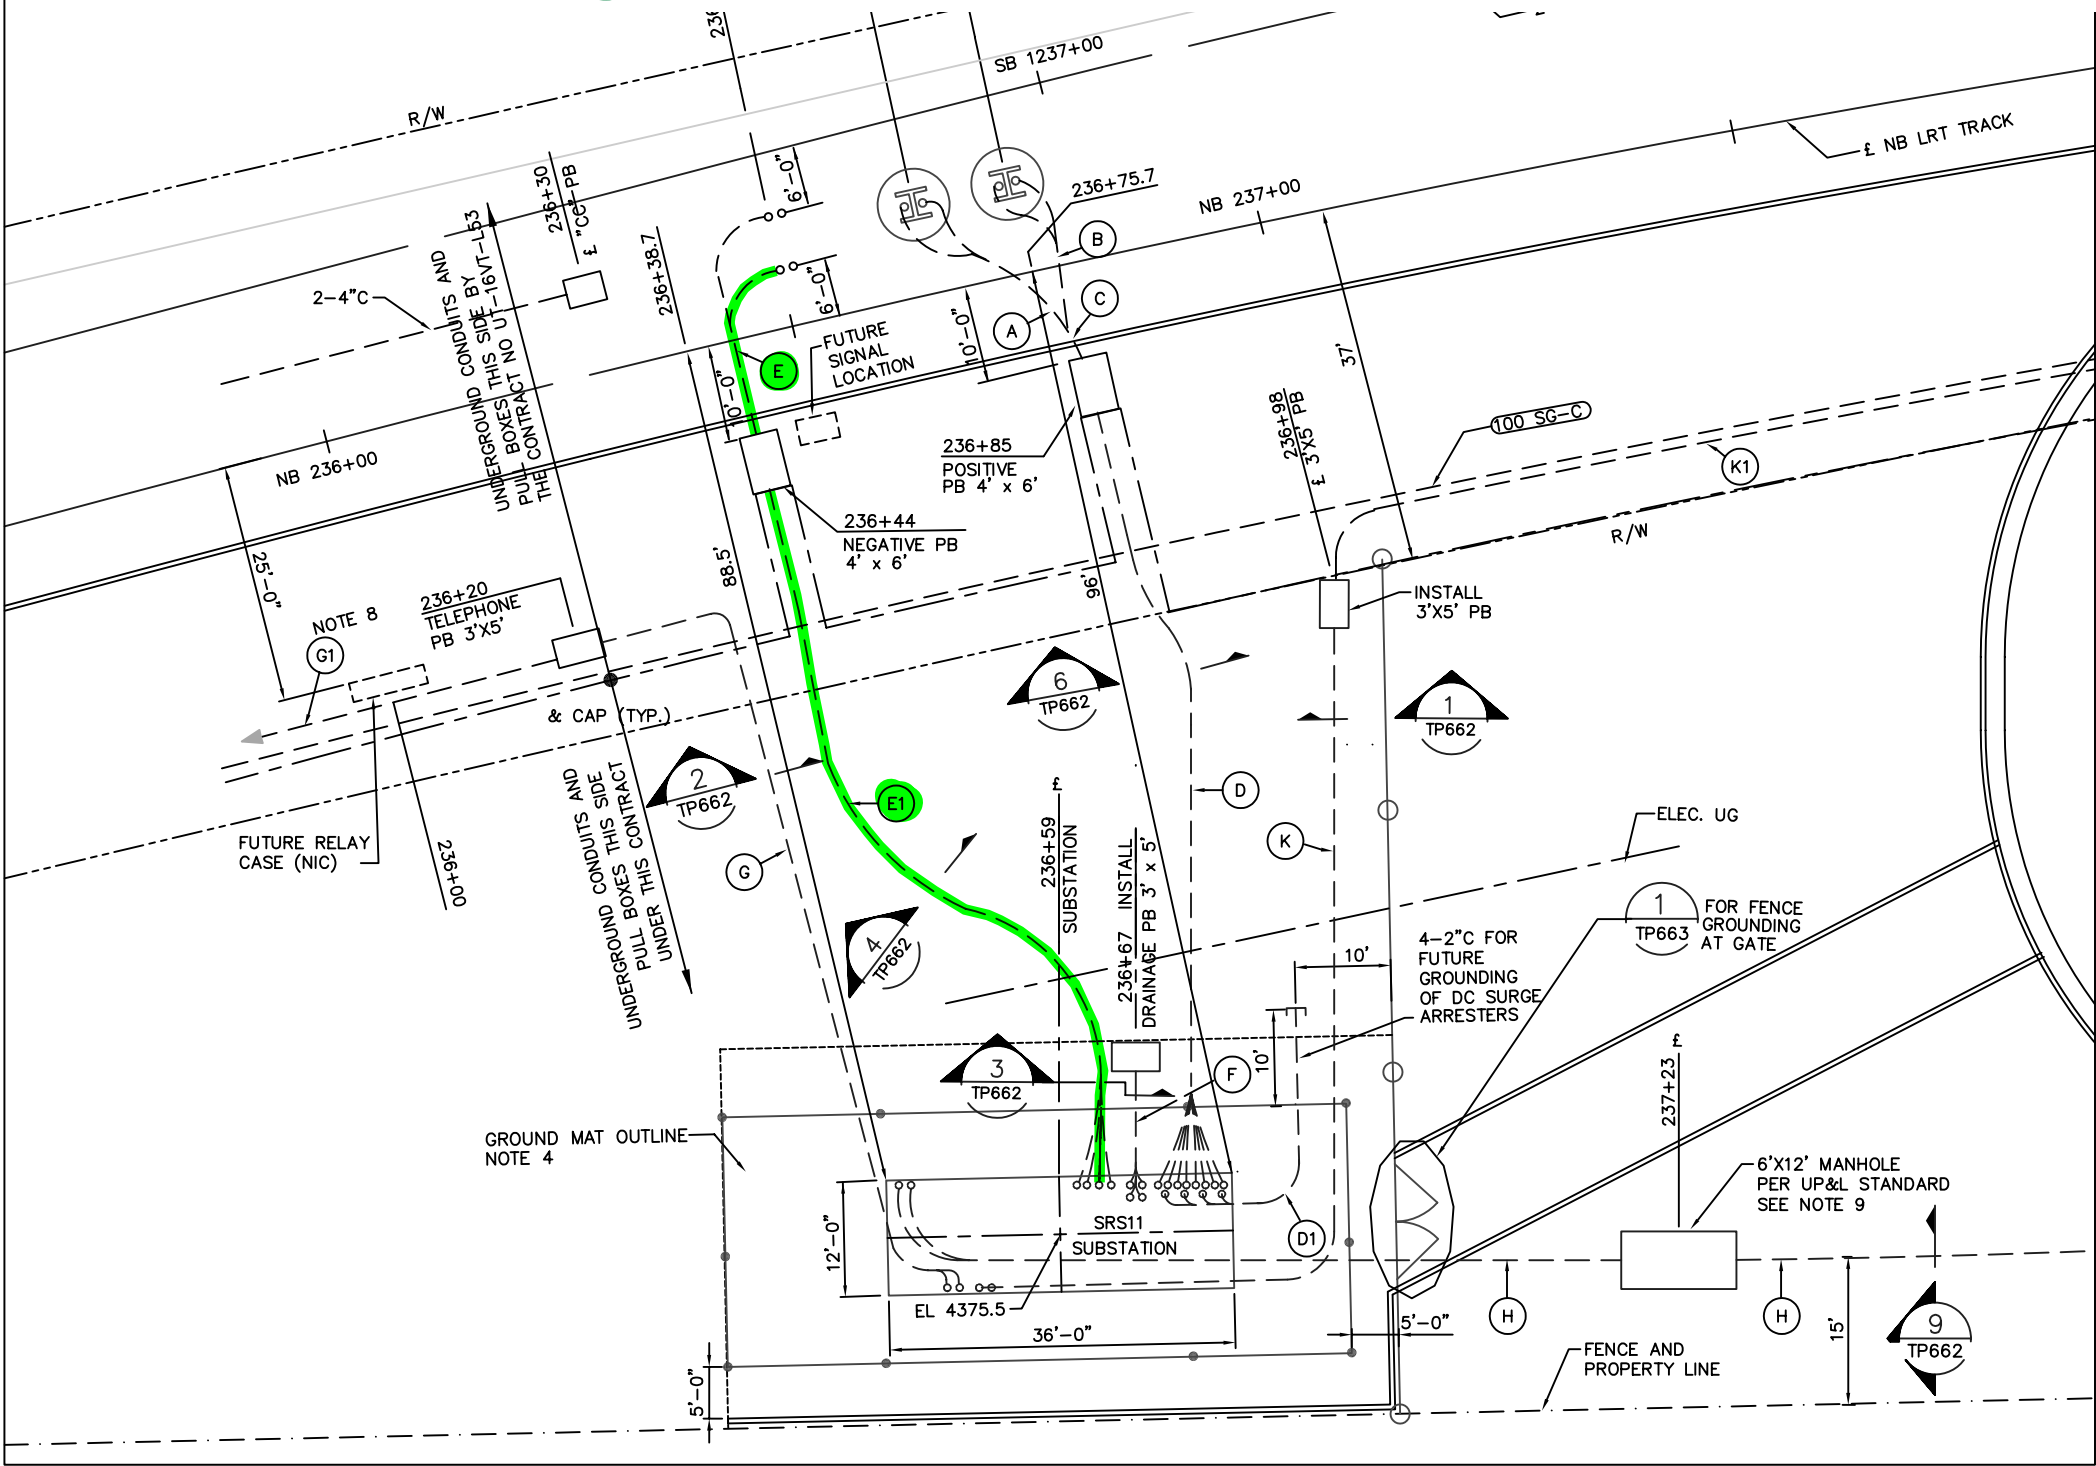 SB 1237+00
R/W
£ NB LRT TRACK
236+30
£ "CC"-PB
6'-0"
236+75.7
NB 237+00
B
2-4"C
UNDERGROUND CONDUITS AND
PULL BOXES THIS SIDE BY
THE CONTRACT NO UT-16VT-L53
236+38.7
6'-0"
C
A
10'-0"
37'
FUTURE
SIGNAL
LOCATION
E
10'-0"
236+98
£ 3'X5' PB
100 SG-C
K1
NB 236+00
236+85
POSITIVE
PB 4' x 6'
236+44
NEGATIVE PB
4' x 6'
R/W
25'-0"
88.5'
96'
NOTE 8
G1
236+20
TELEPHONE
PB 3'X5'
INSTALL
3'X5' PB
6
TP662
1
TP662
& CAP (TYP.)
2
TP662
UNDERGROUND CONDUITS AND
PULL BOXES THIS SIDE
UNDER THIS CONTRACT
E1
D
FUTURE RELAY
CASE (NIC)
236+00
G
K
ELEC. UG
236+59
£
SUBSTATION
236+67 INSTALL
DRAINAGE PB 3' x 5'
1
TP663
FOR FENCE
GROUNDING
AT GATE
4
TP662
10'
4-2"C FOR
FUTURE
GROUNDING
OF DC SURGE
ARRESTERS
10'
3
TP662
F
237+23
£
GROUND MAT OUTLINE
NOTE 4
6'X12' MANHOLE
PER UP&L STANDARD
SEE NOTE 9
12'-0"
SRS11
SUBSTATION
D1
EL 4375.5
36'-0"
5'-0"
H
H
15'
9
TP662
FENCE AND
PROPERTY LINE
5'-0"